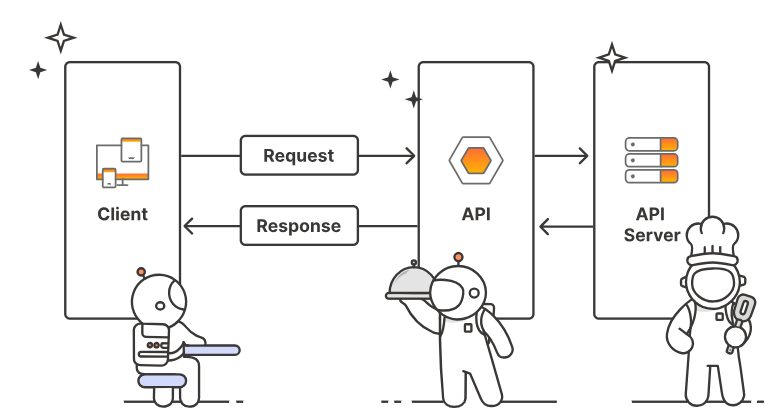 Request
Client
API
API
Server
Response